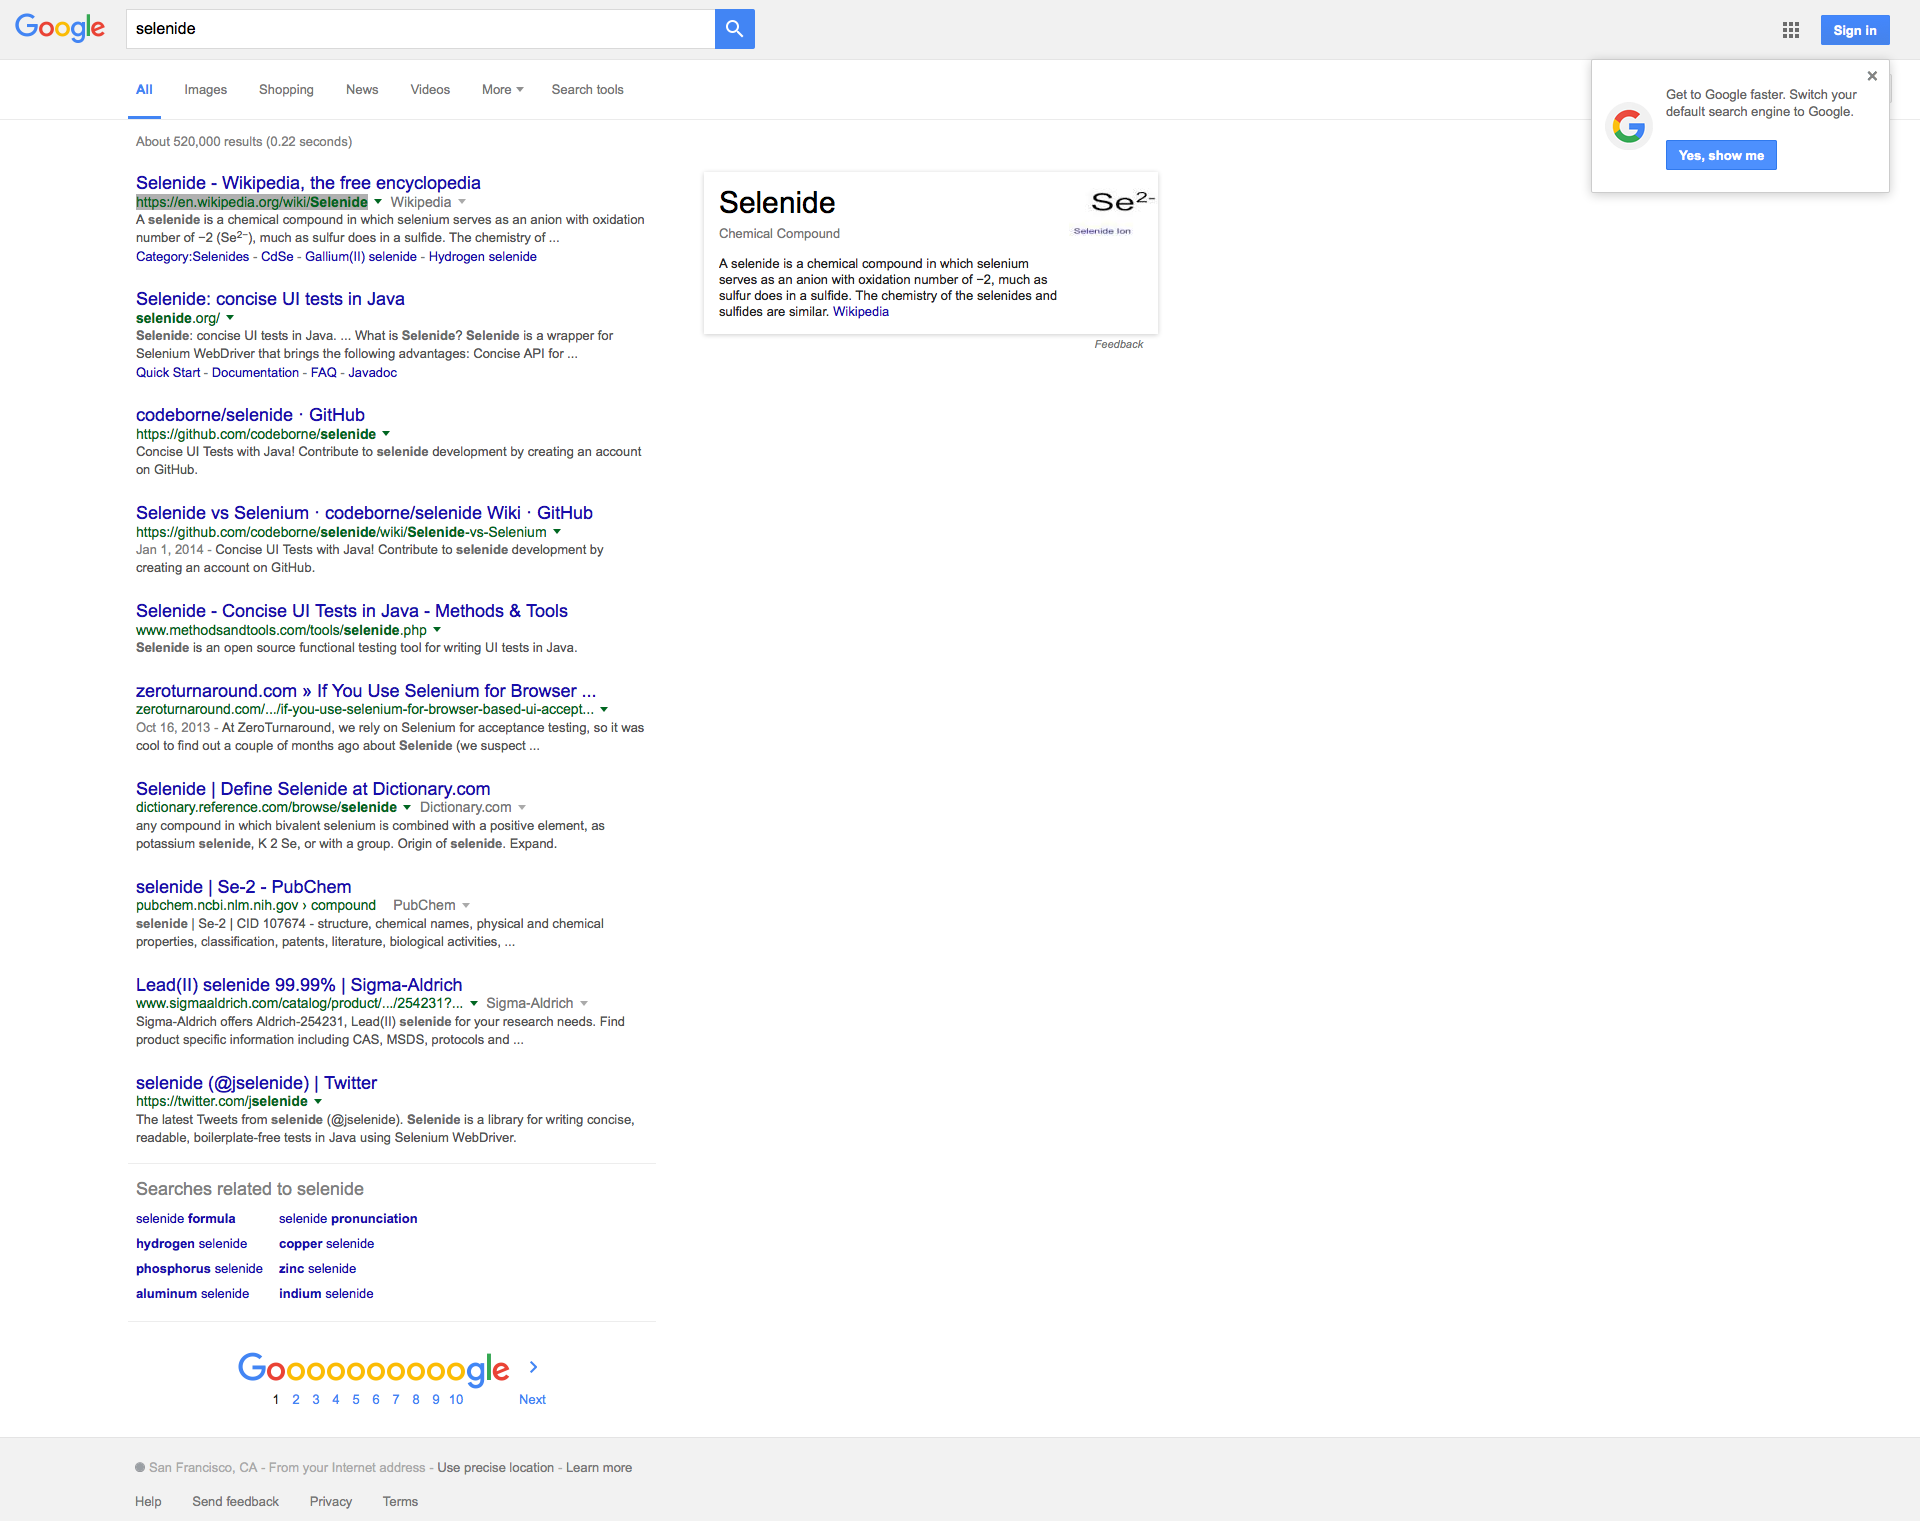 Google
selenide
Sign in
All Images Shopping News Videos More Search tools
Get to Google faster. Switch your
default search engine to Google.
Yes, show me
About 520,000 results (0.22 seconds)
Selenide - Wikipedia, the free encyclopedia
https://en.wikipedia.org/wiki/Selenide Wikipedia
A selenide is a chemical compound in which selenium serves as an anion with oxidation
number of −2 (Se²⁻), much as sulfur does in a sulfide. The chemistry of ...
Category:Selenides - CdSe - Gallium(II) selenide - Hydrogen selenide
Selenide: concise UI tests in Java
selenide.org/
Selenide: concise UI tests in Java. ... What is Selenide? Selenide is a wrapper for
Selenium WebDriver that brings the following advantages: Concise API for ...
Quick Start - Documentation - FAQ - Javadoc
codeborne/selenide · GitHub
https://github.com/codeborne/selenide
Concise UI Tests with Java! Contribute to selenide development by creating an account
on GitHub.
Selenide vs Selenium · codeborne/selenide Wiki · GitHub
https://github.com/codeborne/selenide/wiki/Selenide-vs-Selenium
Jan 1, 2014 - Concise UI Tests with Java! Contribute to selenide development by
creating an account on GitHub.
Selenide - Concise UI Tests in Java - Methods & Tools
www.methodsandtools.com/tools/selenide.php
Selenide is an open source functional testing tool for writing UI tests in Java.
zeroturnaround.com » If You Use Selenium for Browser ...
zeroturnaround.com/.../if-you-use-selenium-for-browser-based-ui-accept...
Oct 16, 2013 - At ZeroTurnaround, we rely on Selenium for acceptance testing, so it was
cool to find out a couple of months ago about Selenide (we suspect ...
Selenide | Define Selenide at Dictionary.com
dictionary.reference.com/browse/selenide Dictionary.com
any compound in which bivalent selenium is combined with a positive element, as
potassium selenide, K 2 Se, or with a group. Origin of selenide. Expand.
selenide | Se-2 - PubChem
pubchem.ncbi.nlm.nih.gov › compound PubChem
selenide | Se-2 | CID 107674 - structure, chemical names, physical and chemical
properties, classification, patents, literature, biological activities, ...
Lead(II) selenide 99.99% | Sigma-Aldrich
www.sigmaaldrich.com/catalog/product/.../254231?... Sigma-Aldrich
Sigma-Aldrich offers Aldrich-254231, Lead(II) selenide for your research needs. Find
product specific information including CAS, MSDS, protocols and ...
selenide (@jselenide) | Twitter
https://twitter.com/jselenide
The latest Tweets from selenide (@jselenide). Selenide is a library for writing concise,
readable, boilerplate-free tests in Java using Selenium WebDriver.
Selenide
Chemical Compound
Se²⁻
Selenide Ion
A selenide is a chemical compound in which selenium
serves as an anion with oxidation number of −2, much as
sulfur does in a sulfide. The chemistry of the selenides and
sulfides are similar. Wikipedia
Feedback
Searches related to selenide
selenide formula selenide pronunciation
hydrogen selenide copper selenide
phosphorus selenide zinc selenide
aluminum selenide indium selenide
Goooooooooogle
1 2 3 4 5 6 7 8 9 10 Next
San Francisco, CA - From your Internet address - Use precise location - Learn more
Help Send feedback Privacy Terms